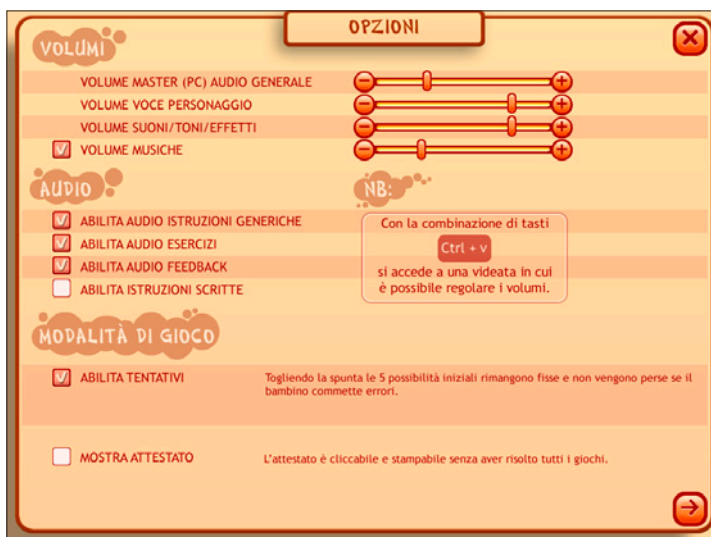 OPZIONI
VOLUMI
VOLUME MASTER (PC) AUDIO GENERALE
VOLUME VOCE PERSONAGGIO
VOLUME SUONI/TONI/EFFETTI
VOLUME MUSICHE
AUDIO
NB:
ABILITA AUDIO ISTRUZIONI GENERICHE
ABILITA AUDIO ESERCIZI
ABILITA AUDIO FEEDBACK
ABILITA ISTRUZIONI SCRITTE
Con la combinazione di tasti
Ctrl + v
si accede a una videata in cui
è possibile regolare i volumi.
MODALITÀ DI GIOCO
ABILITA TENTATIVI
Togliendo la spunta le 5 possibilità iniziali rimangono fisse e non vengono perse se il
bambino commette errori.
MOSTRA ATTESTATO
L'attestato è cliccabile e stampabile senza aver risolto tutti i giochi.